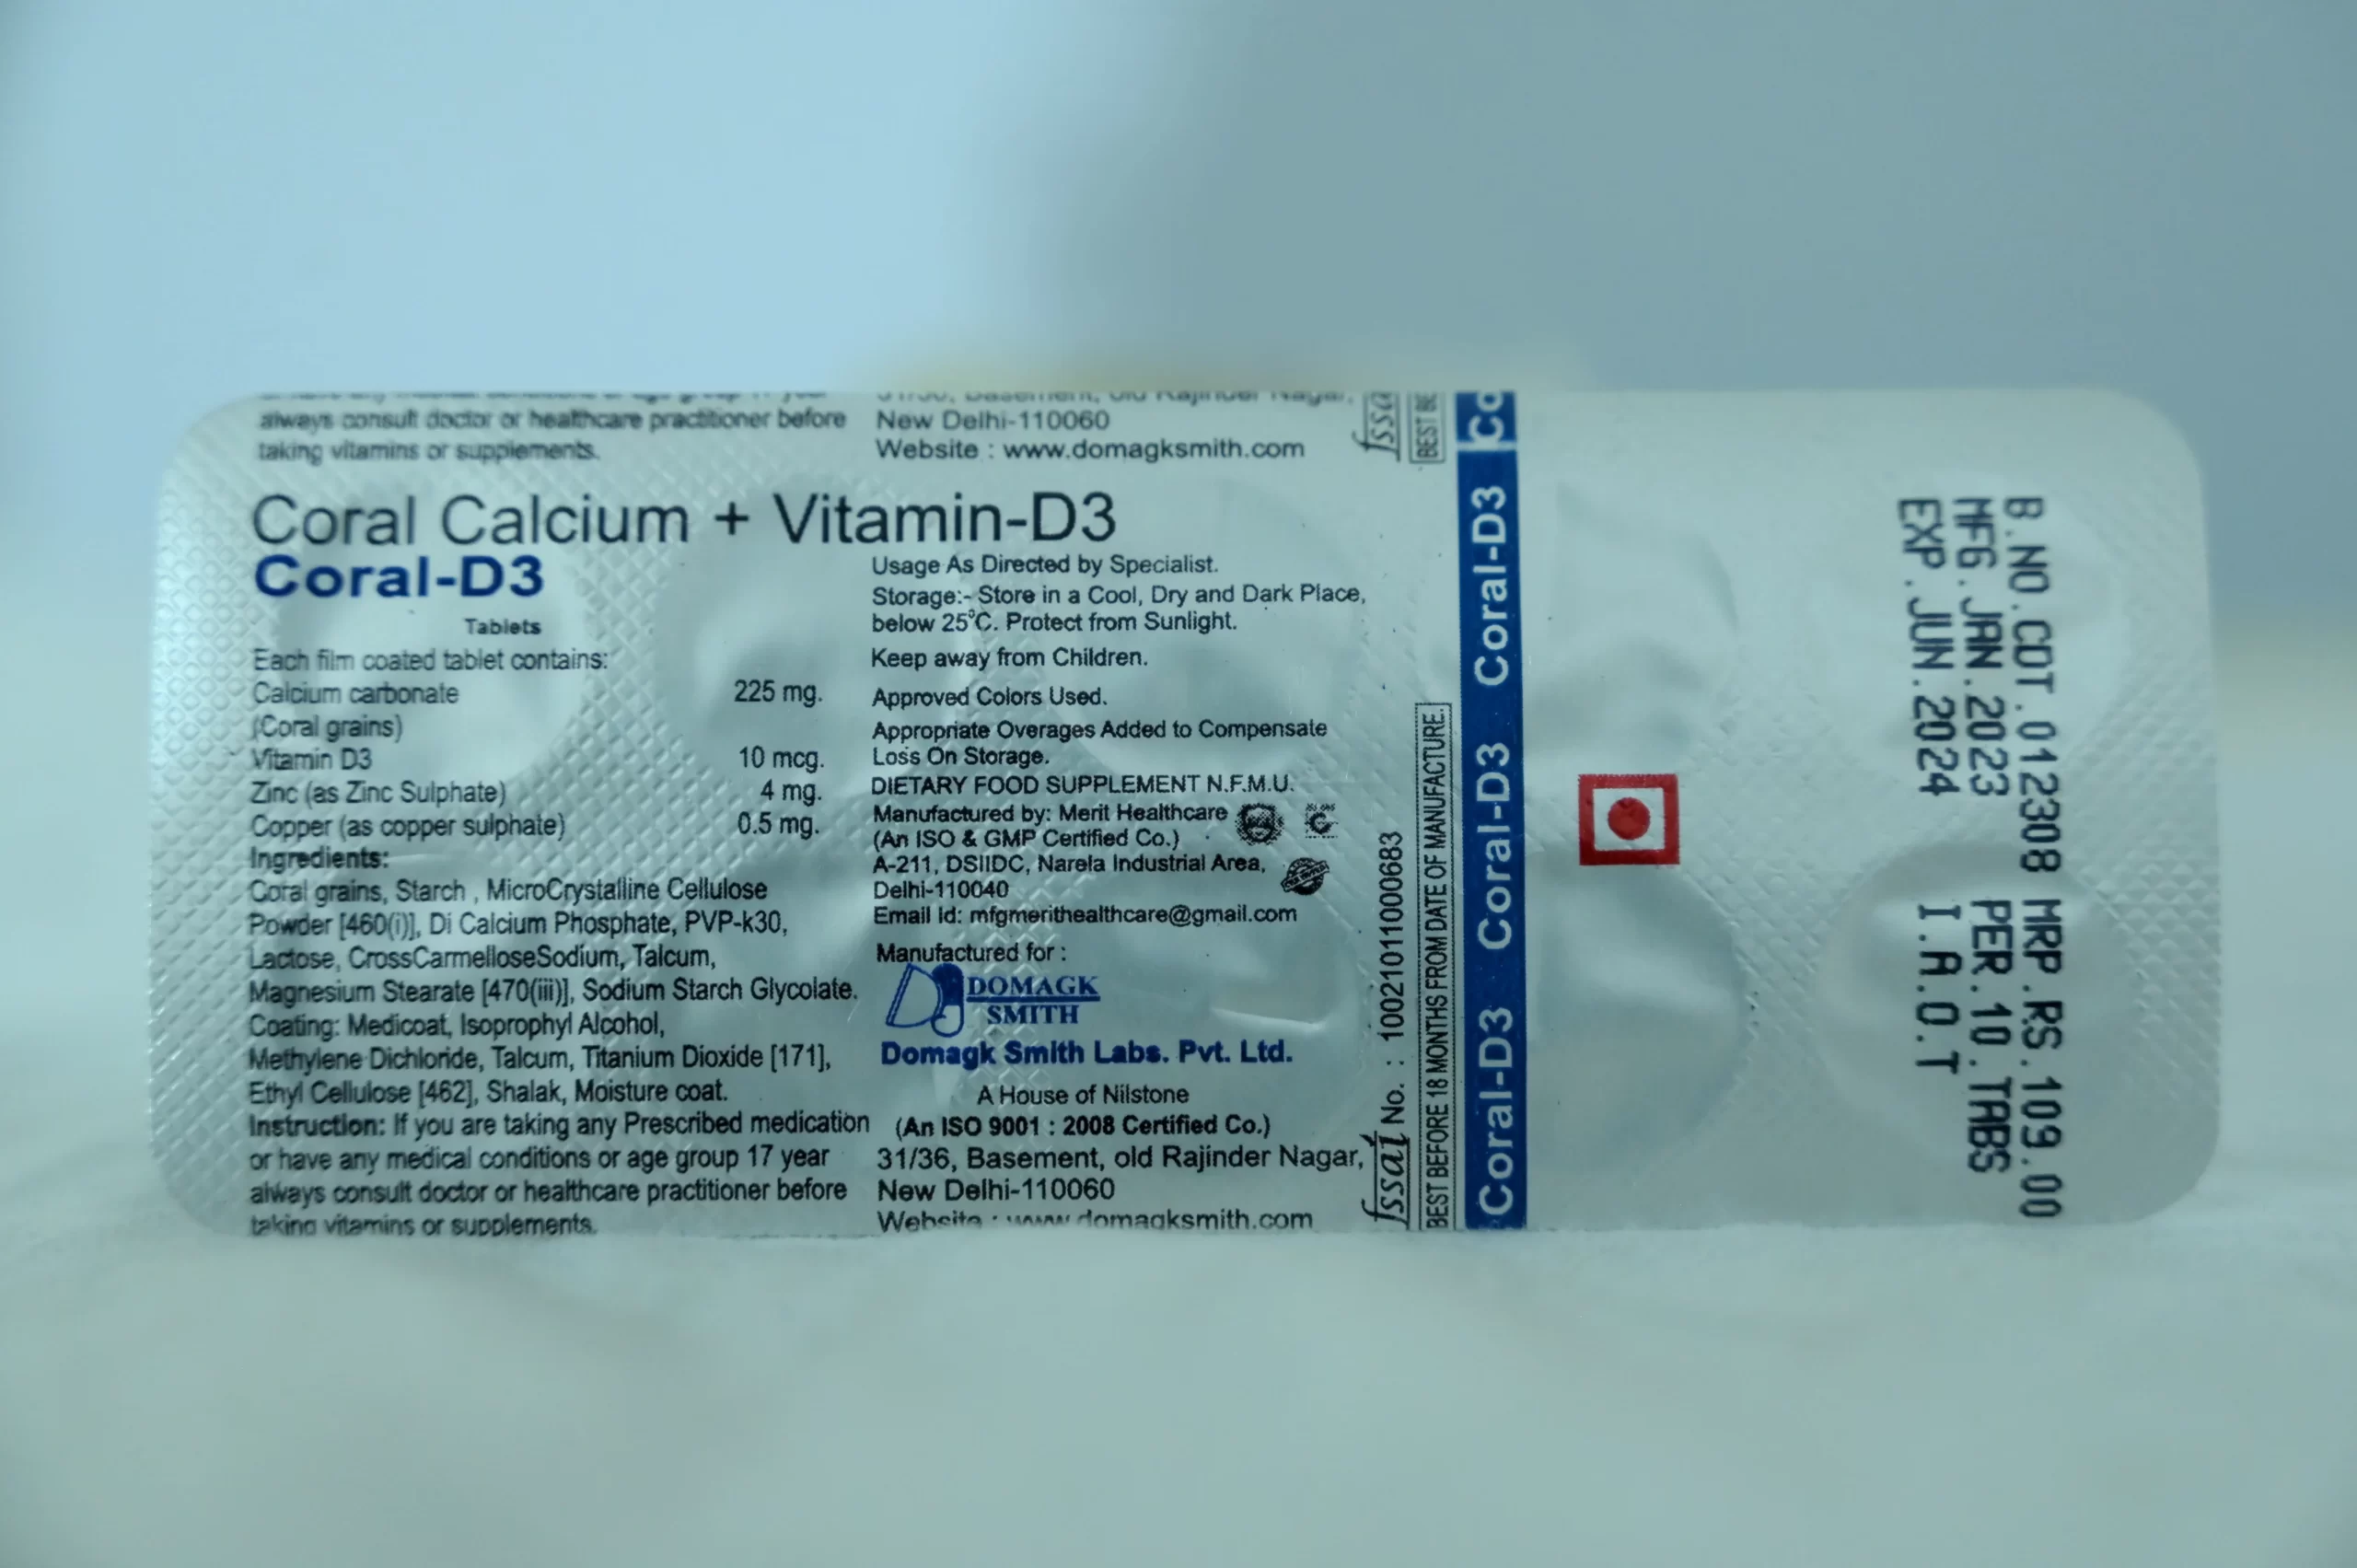 always consult doctor or healthcare practitioner before
taking vitamins or supplements.
New Delhi-110060
Website : www.domagksmith.com
Coral Calcium + Vitamin-D3
Coral-D3
Tablets
Each film coated tablet contains:
Calcium carbonate 225 mg.
(Coral grains)
Vitamin D3 10 mcg.
Zinc (as Zinc Sulphate) 4 mg.
Copper (as copper sulphate) 0.5 mg.
Ingredients:
Coral grains, Starch , MicroCrystalline Cellulose
Powder [460(i)], Di Calcium Phosphate, PVP-k30,
Lactose, CrossCarmelloseSodium, Talcum,
Magnesium Stearate [470(iii)], Sodium Starch Glycolate.
Coating: Medicoat, Isoprophyl Alcohol,
Methylene Dichloride, Talcum, Titanium Dioxide [171],
Ethyl Cellulose [462], Shalak, Moisture coat.
Instruction: If you are taking any Prescribed medication
or have any medical conditions or age group 17 year
always consult doctor or healthcare practitioner before
taking vitamins or supplements.
Usage As Directed by Specialist.
Storage:- Store in a Cool, Dry and Dark Place,
below 25°C. Protect from Sunlight.
Keep away from Children.
Approved Colors Used.
Appropriate Overages Added to Compensate
Loss On Storage.
DIETARY FOOD SUPPLEMENT N.F.M.U.
Manufactured by: Merit Healthcare
(An ISO & GMP Certified Co.)
A-211, DSIIDC, Narela Industrial Area,
Delhi-110040
Email Id: mfgmerithealthcare@gmail.com
Manufactured for :
DOMAGK
SMITH
Domagk Smith Labs. Pvt. Ltd.
A House of Nilstone
(An ISO 9001 : 2008 Certified Co.)
31/36, Basement, old Rajinder Nagar,
New Delhi-110060
Website : www.domagksmith.com
fssa
BEST BE
fssai No. : 10021011000683
BEST BEFORE 18 MONTHS FROM DATE OF MANUFACTURE.
Co
Coral-D3 Coral-D3 Coral-D3
B.NO.CDT.012308 MRP.RS.109.00
MFG.JAN.2023 PER.10.TABS
EXP.JUN.2024 I.A.O.T